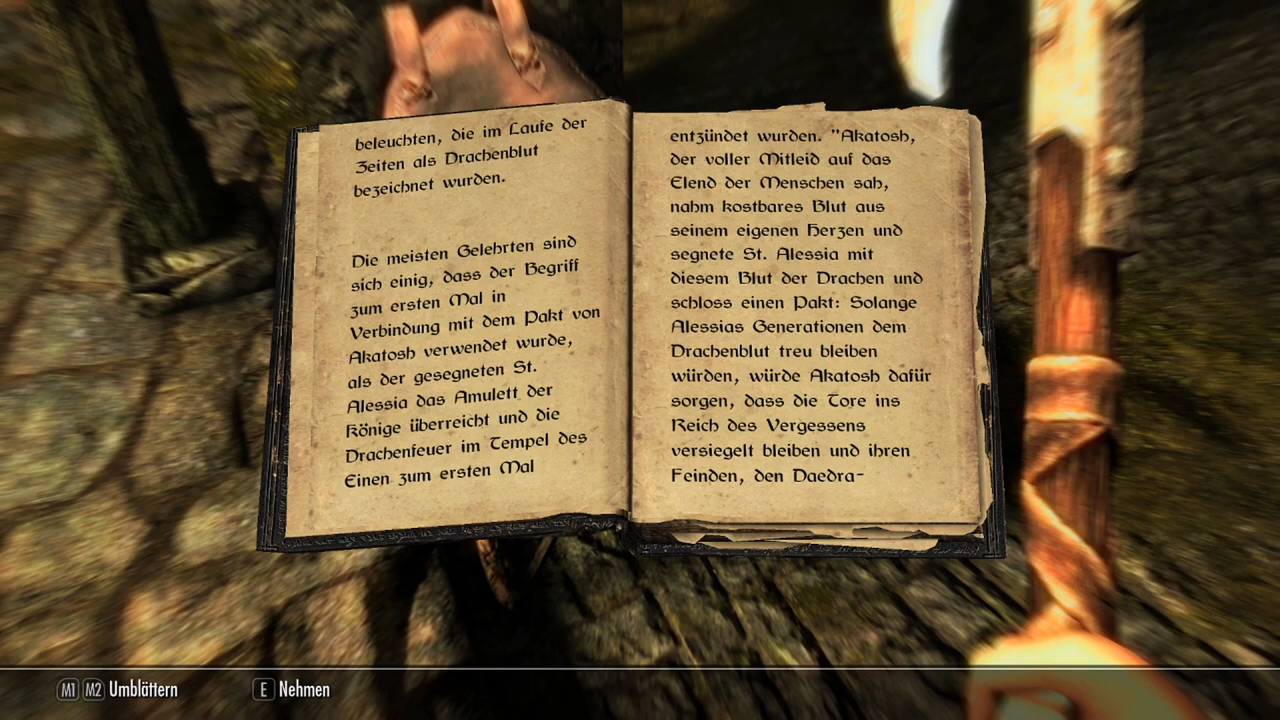 beleuchten, die im Laufe der
Zeiten als Drachenblut
bezeichnet wurden.
Die meisten Gelehrten sind
sich einig, dass der Begriff
zum ersten Mal in
Verbindung mit dem Pakt von
Akatosh verwendet wurde,
als der gesegneten St.
Alessia das Amulett der
Könige überreicht und die
Drachenfeuer im Tempel des
Einen zum ersten Mal
entzündet wurden. "Akatosh,
der voller Mitleid auf das
Elend der Menschen sah,
nahm kostbares Blut aus
seinem eigenen Herzen und
segnete St. Alessia mit
diesem Blut der Drachen und
schloss einen Pakt: Solange
Alessias Generationen dem
Drachenblut treu bleiben
würden, würde Akatosh dafür
sorgen, dass die Tore ins
Reich des Vergessens
versiegelt bleiben und ihren
Feinden, den Daedra-
M1 M2 Umblättern E Nehmen